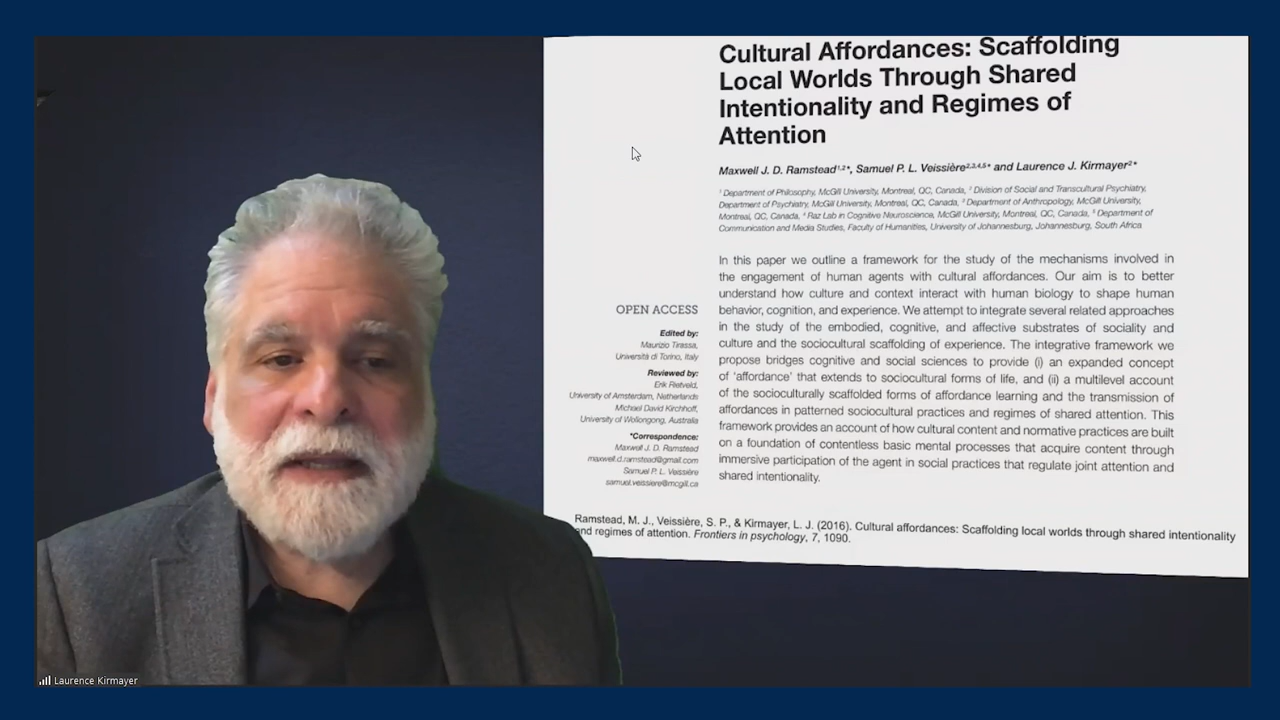 Cultural Affordances: Scaffolding
Local Worlds Through Shared
Intentionality and Regimes of
Attention
Maxwell J. D. Ramstead1,2*, Samuel P. L. Veissière2,3,4,5* and Laurence J. Kirmayer2*
1 Department of Philosophy, McGill University, Montreal, QC, Canada, 2 Division of Social and Transcultural Psychiatry,
Department of Psychiatry, McGill University, Montreal, QC, Canada, 3 Department of Anthropology, McGill University,
Montreal, QC, Canada, 4 Raz Lab in Cognitive Neuroscience, McGill University, Montreal, QC, Canada, 5 Department of
Communication and Media Studies, Faculty of Humanities, University of Johannesburg, Johannesburg, South Africa
In this paper we outline a framework for the study of the mechanisms involved in
the engagement of human agents with cultural affordances. Our aim is to better
understand how culture and context interact with human biology to shape human
behavior, cognition, and experience. We attempt to integrate several related approaches
in the study of the embodied, cognitive, and affective substrates of sociality and
culture and the sociocultural scaffolding of experience. The integrative framework we
propose bridges cognitive and social sciences to provide (i) an expanded concept
of 'affordance' that extends to sociocultural forms of life, and (ii) a multilevel account
of the socioculturally scaffolded forms of affordance learning and the transmission of
affordances in patterned sociocultural practices and regimes of shared attention. This
framework provides an account of how cultural content and normative practices are built
on a foundation of contentless basic mental processes that acquire content through
immersive participation of the agent in social practices that regulate joint attention and
shared intentionality.
OPEN ACCESS
Edited by:
Maurizio Tirassa,
Università di Torino, Italy
Reviewed by:
Erik Rietveld,
University of Amsterdam, Netherlands
Michael David Kirchhoff,
University of Wollongong, Australia
*Correspondence:
Maxwell J. D. Ramstead
maxwell.d.ramstead@gmail.com
Samuel P. L. Veissière
samuel.veissiere@mcgill.ca
Ramstead, M. J., Veissière, S. P., & Kirmayer, L. J. (2016). Cultural affordances: Scaffolding local worlds through shared intentionality
and regimes of attention. Frontiers in psychology, 7, 1090.
Laurence Kirmayer